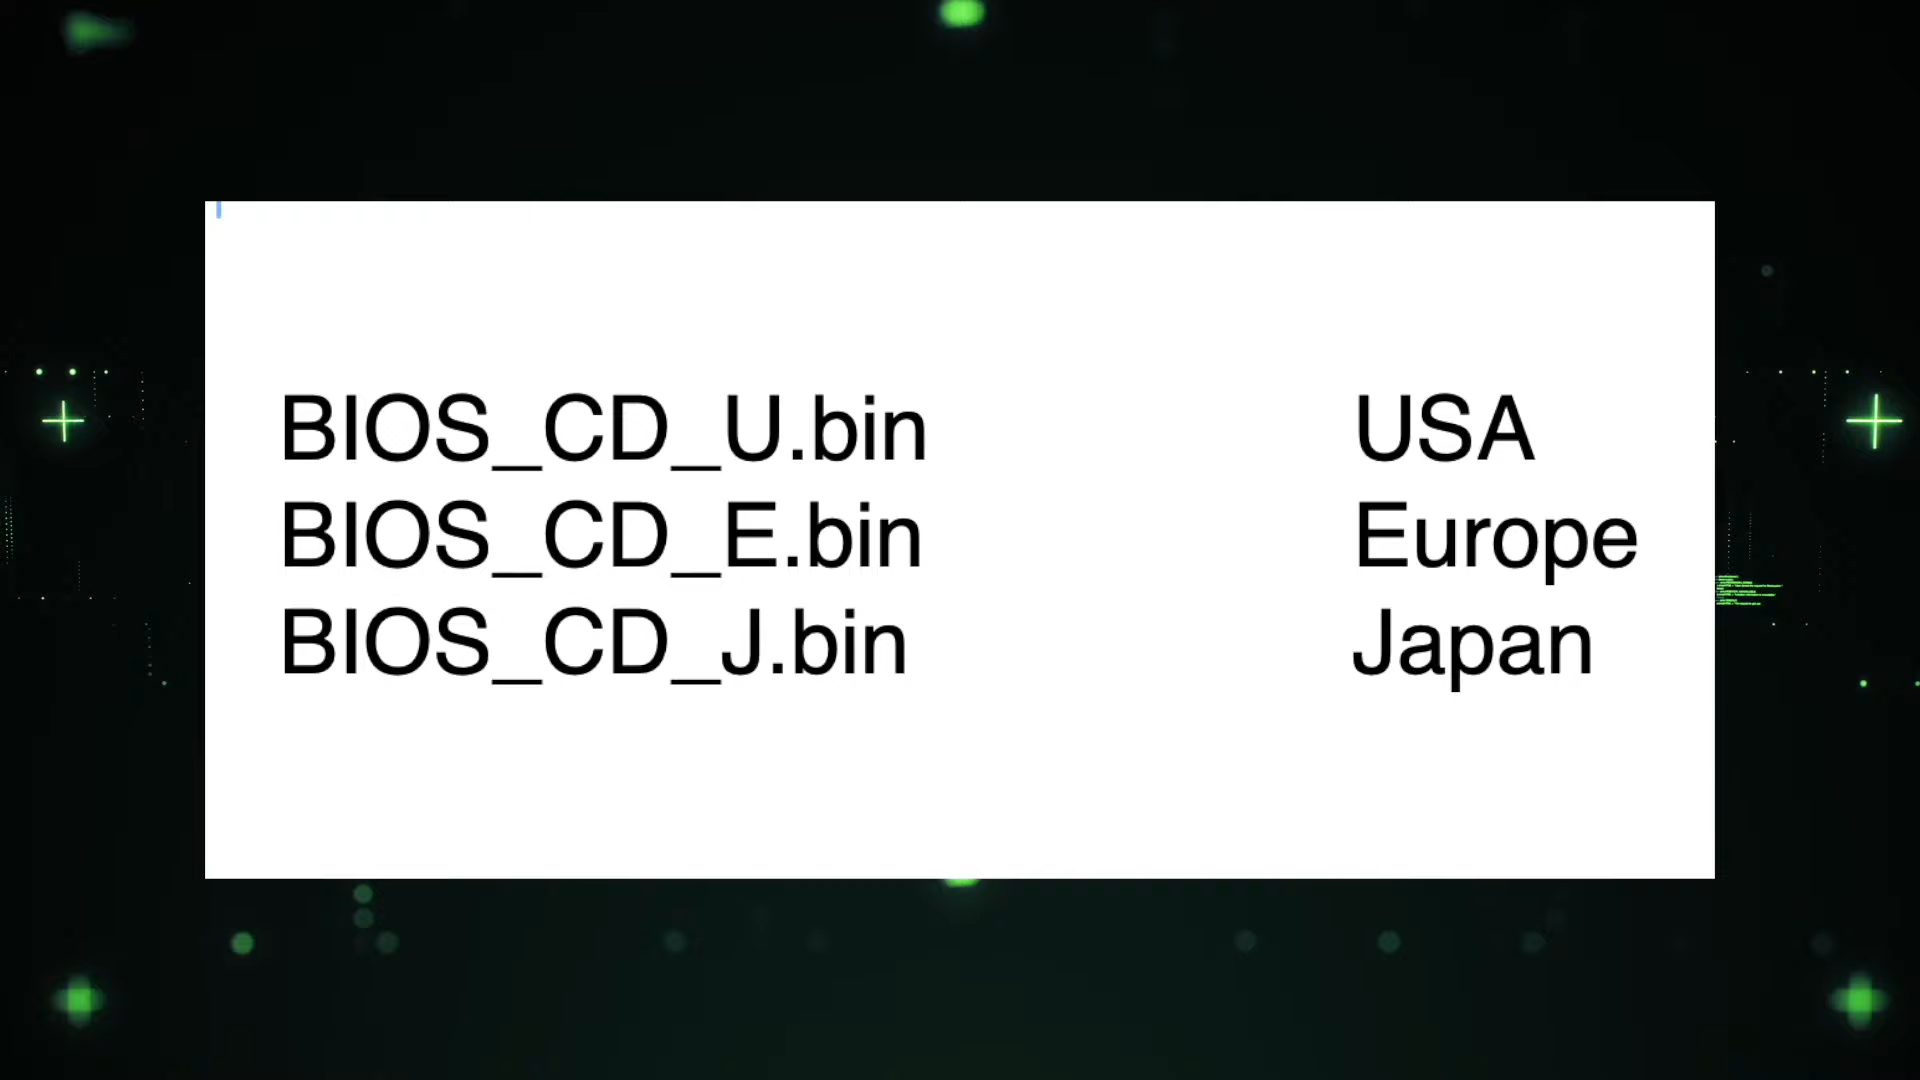 BIOS_CD_U.bin USA
BIOS_CD_E.bin Europe
BIOS_CD_J.bin Japan